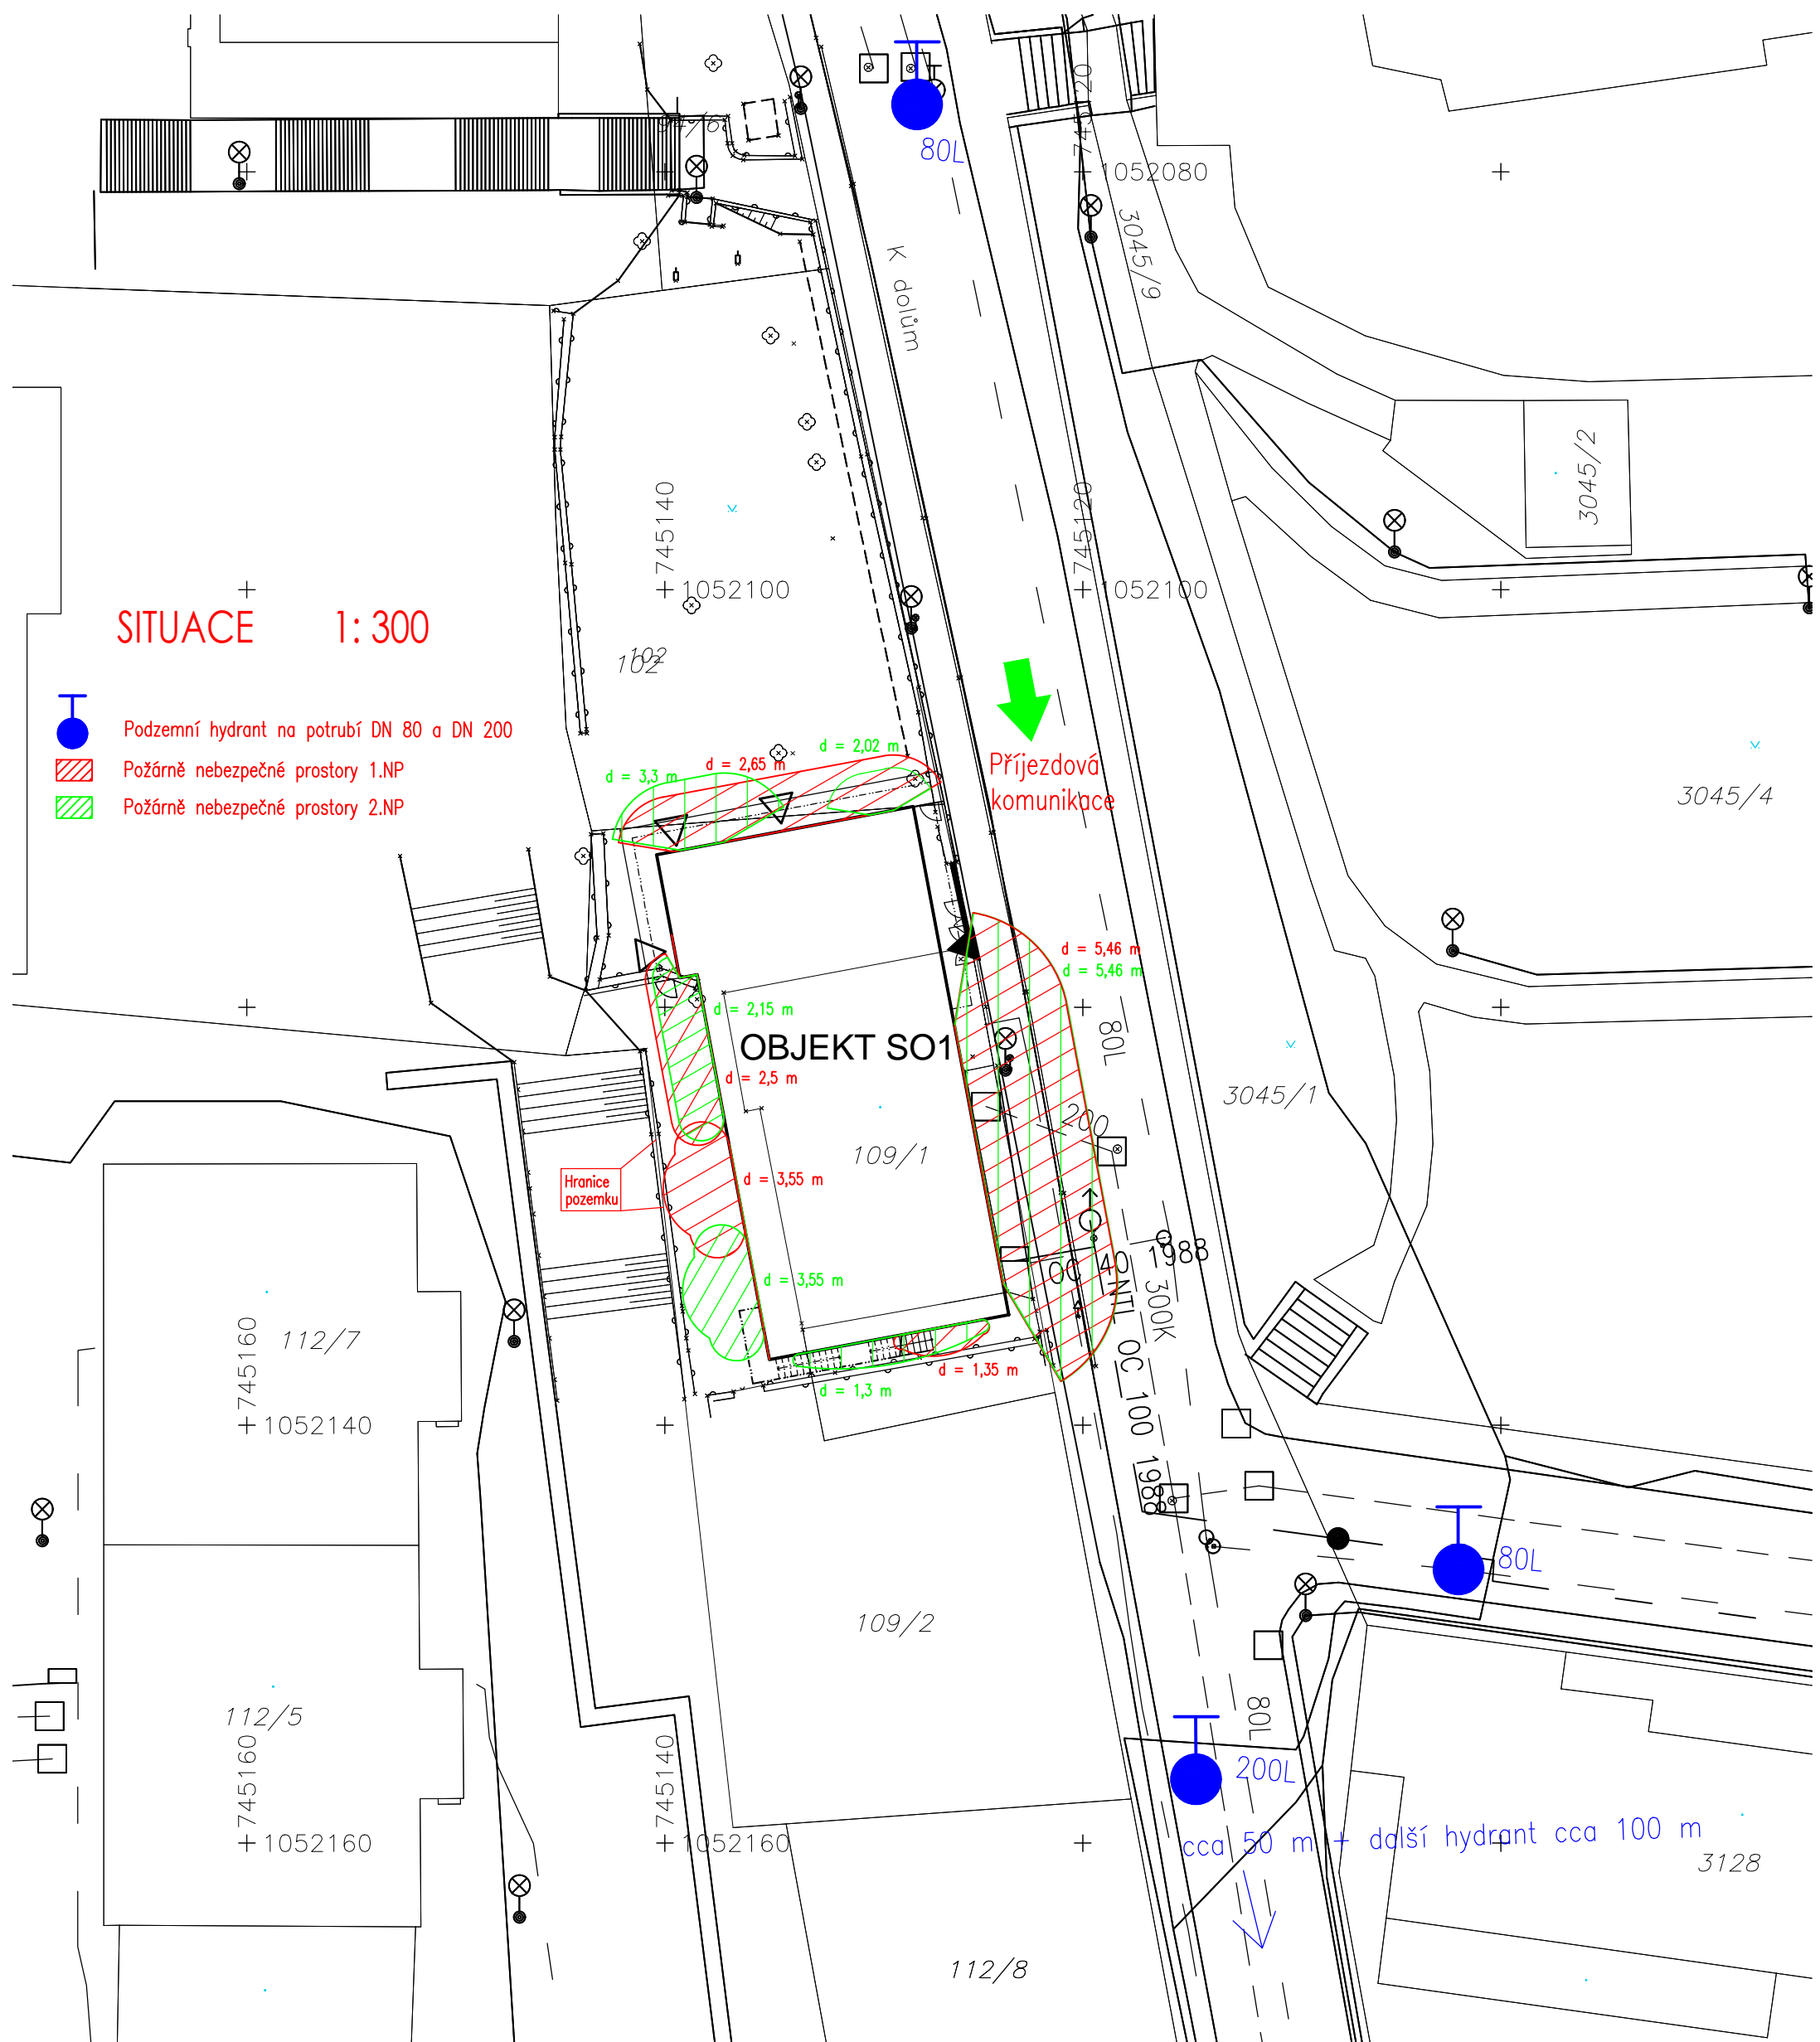 80L
745120
1052080
3045/9
K dolům
3045/2
745140
1052100
745120
1052100
SITUACE 1:300
102
102
Podzemní hydrant na potrubí DN 80 a DN 200
Požárně nebezpečné prostory 1.NP
Požárně nebezpečné prostory 2.NP
d = 2,02 m
d = 2,65 m
d = 3,3 m
Příjezdová
komunikace
3045/4
d = 5,46 m
d = 5,46 m
d = 2,15 m
OBJEKT SO1
80L
d = 2,5 m
3045/1
200
109/1
Hranice
pozemku
d = 3,55 m
OC 40
1988
300K
d = 3,55 m
NTL OC 100 1988
112/7
745160
1052140
d = 1,35 m
d = 1,3 m
80L
109/2
112/5
80L
200L
745160
1052160
745140
1052160
cca 50 m + další hydrant cca 100 m
3128
112/8